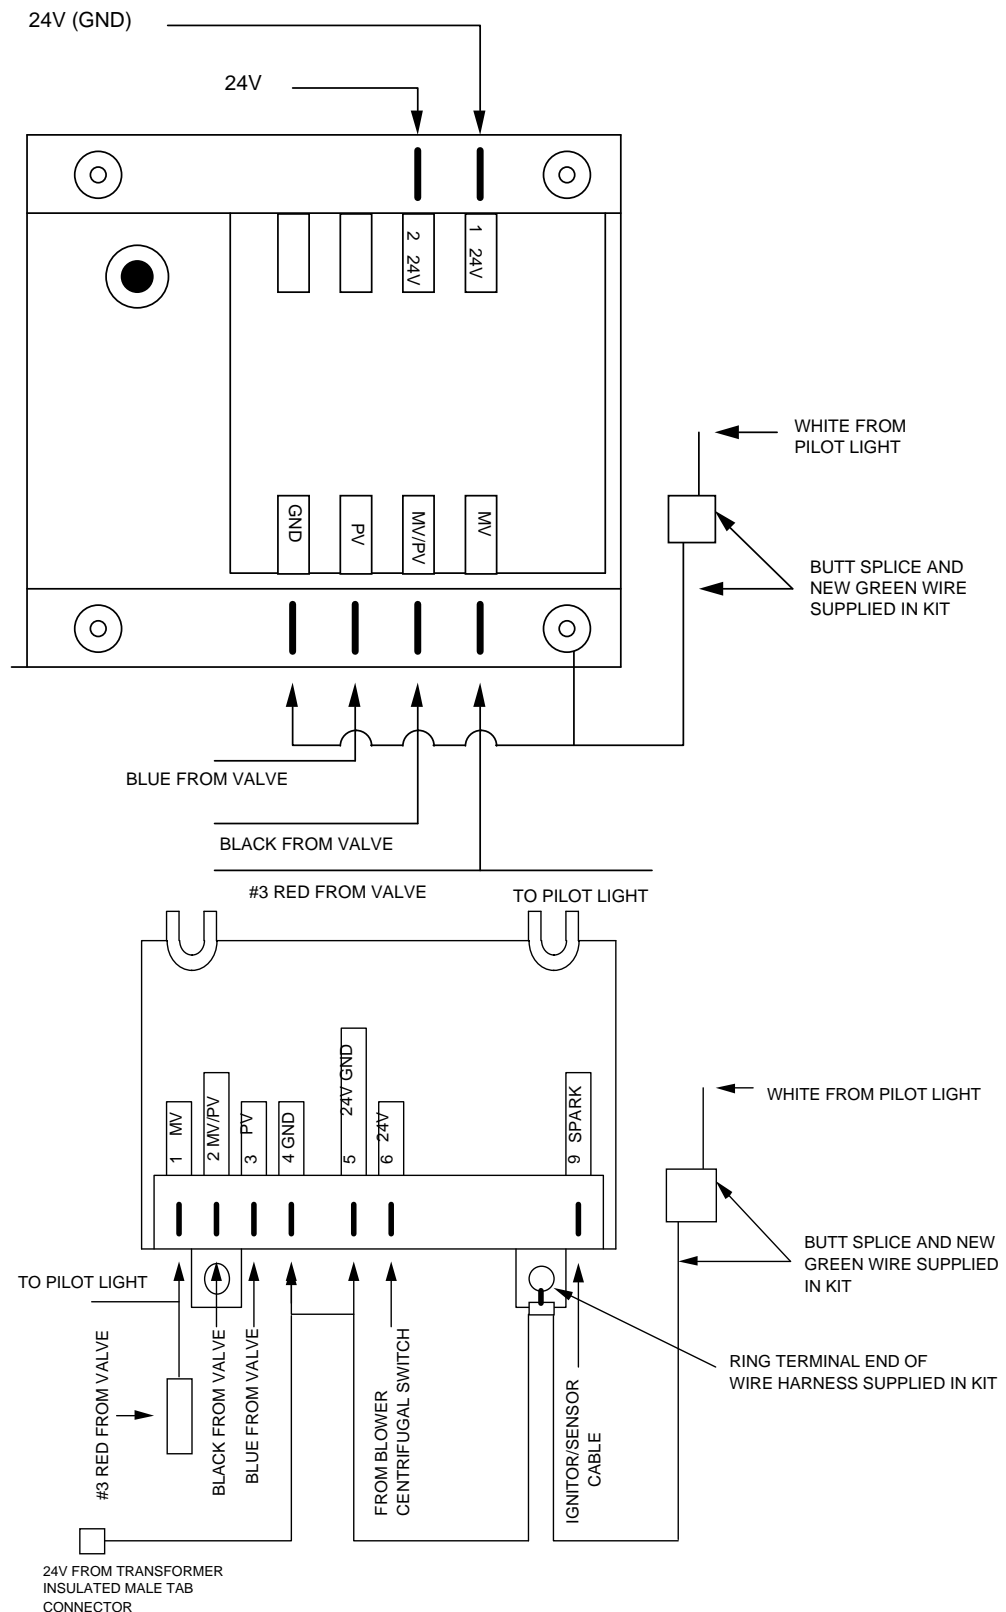 24V (GND)
24V
2 24V
1 24V
GND
PV
MV/PV
MV
WHITE FROM
PILOT LIGHT
BUTT SPLICE AND
NEW GREEN WIRE
SUPPLIED IN KIT
BLUE FROM VALVE
BLACK FROM VALVE
#3 RED FROM VALVE
TO PILOT LIGHT
1 MV
2 MV/PV
3 PV
4 GND
5 24V GND
6 24V
9 SPARK
WHITE FROM PILOT LIGHT
BUTT SPLICE AND NEW
GREEN WIRE SUPPLIED
IN KIT
TO PILOT LIGHT
#3 RED FROM VALVE
BLACK FROM VALVE
BLUE FROM VALVE
FROM BLOWER
CENTRIFUGAL SWITCH
IGNITOR/SENSOR
CABLE
RING TERMINAL END OF
WIRE HARNESS SUPPLIED IN KIT
24V FROM TRANSFORMER
INSULATED MALE TAB
CONNECTOR